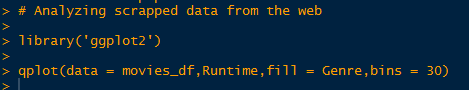 > # Analyzing scrapped data from the web
>
> library('ggplot2')
>
> qplot(data = movies_df,Runtime,fill = Genre,bins = 30)
>